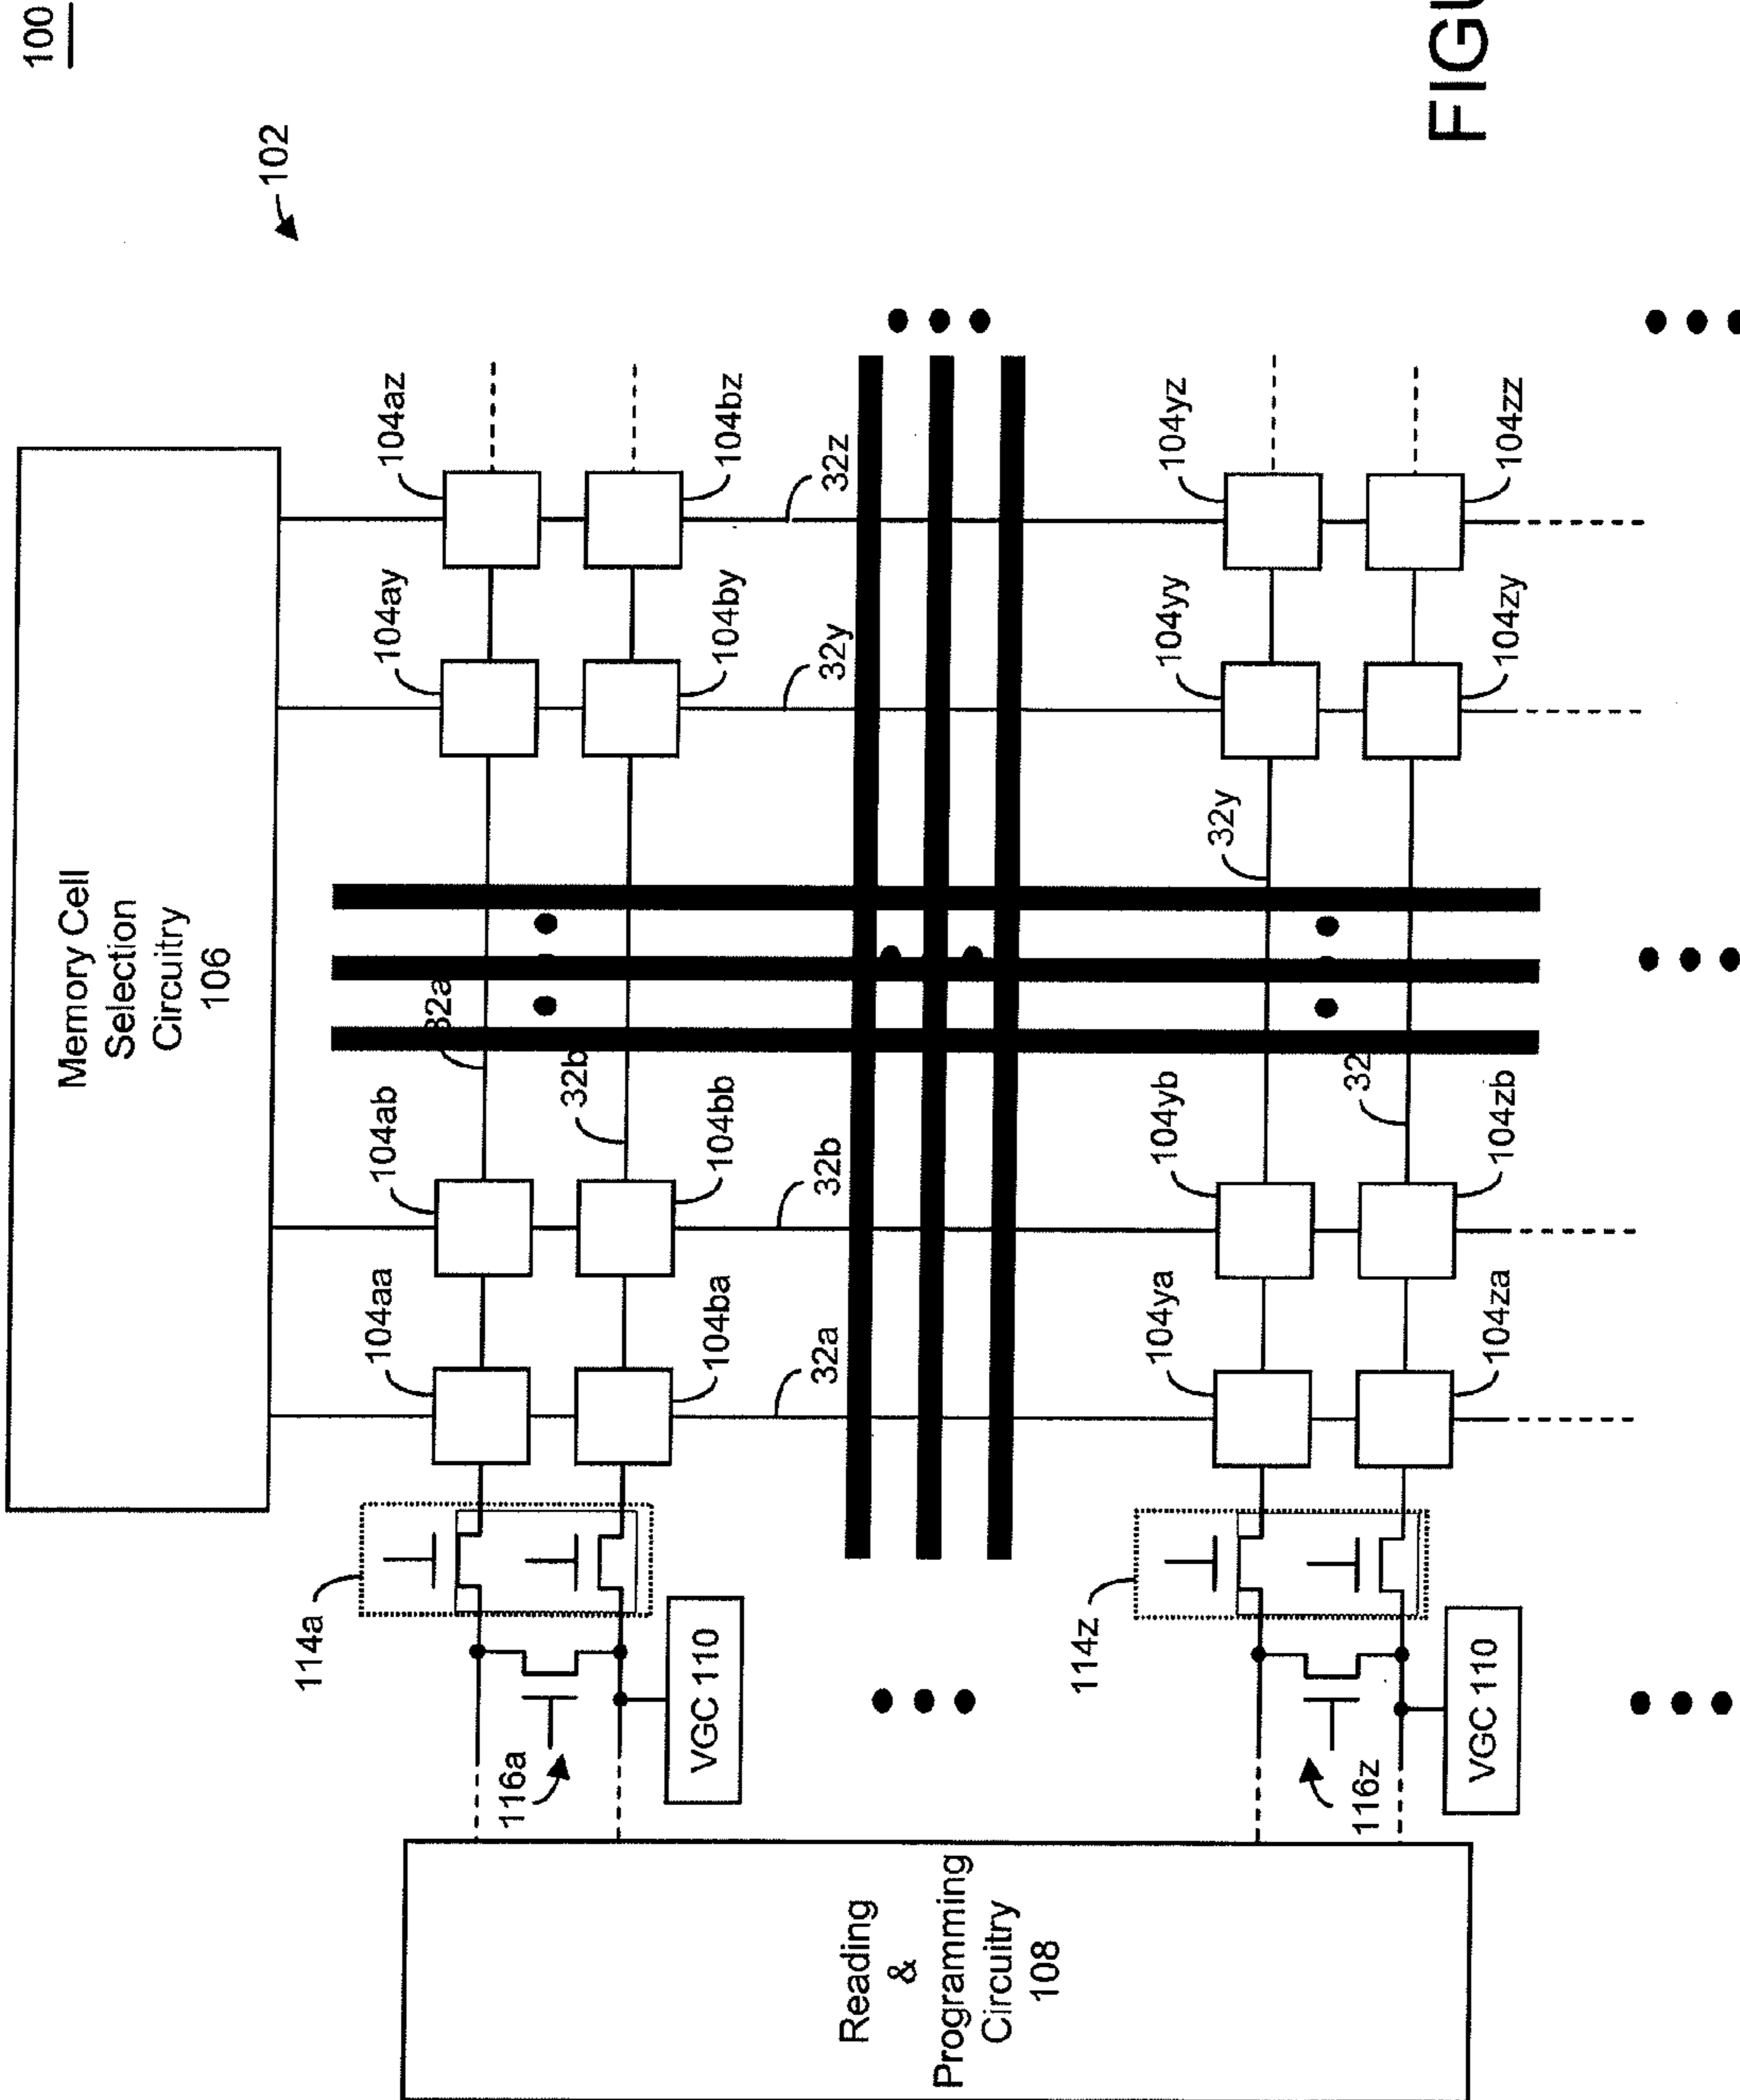 100
102
Memory Cell
Selection
Circuitry
106
104aa
104ab
104ay
104az
104ba
104bb
104by
104bz
32a
32b
32a
32b
32y
32z
114a
116a
VGC 110
Reading
&
Programming
Circuitry
108
104ya
104yb
104yy
104yz
104za
104zb
104zy
104zz
32y
32
114z
116z
VGC 110